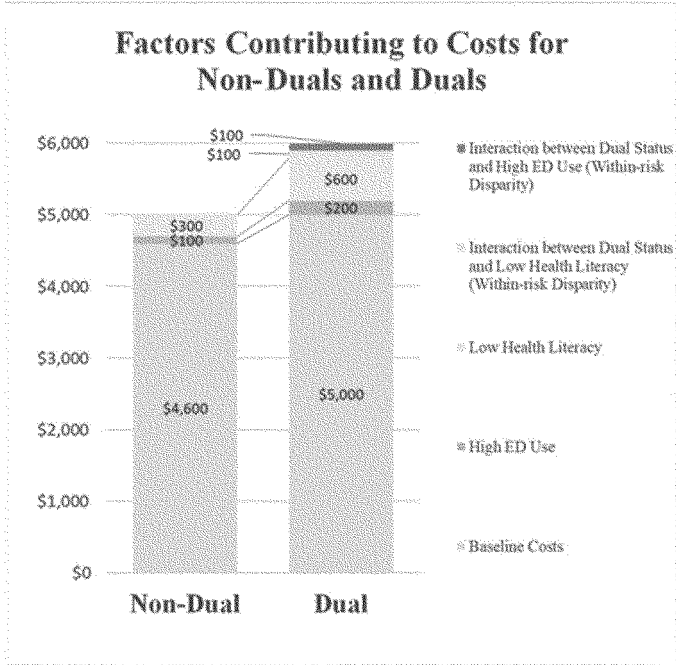 Factors Contributing to Costs for
Non-Duals and Duals
$6,000
$5,000
$4,000
$3,000
$2,000
$1,000
$0
$300
$100
$4,600
Non-Dual
$100
$100
$600
$200
$5,000
Dual
Interaction between Dual Status
and High ED Use (Within-risk
Disparity)
Interaction between Dual Status
and Low Health Literacy
(Within-risk Disparity)
Low Health Literacy
High ED Use
Baseline Costs